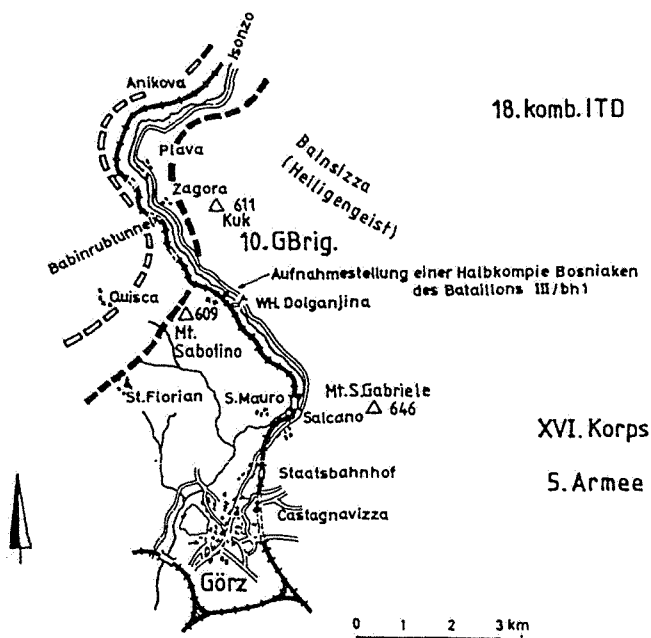 Isonzo
Anikova
18.komb.ITD
Plava
Bainsizza
(Heiligengeist)
Zagora
611
Kuk
Babinrubtunnel
10.GBrig.
Aufnahmestellung einer Halbkompie Bosniaken
des Bataillons III/bh1
Quisca
WH. Dolganjina
609
Mt.
Sabotino
St.Florian
S.Mauro
Mt.S.Gabriele
646
Salcano
XVI. Korps
Staatsbahnhof
5. Armee
Castagnavizza
Görz
0 1 2 3 km